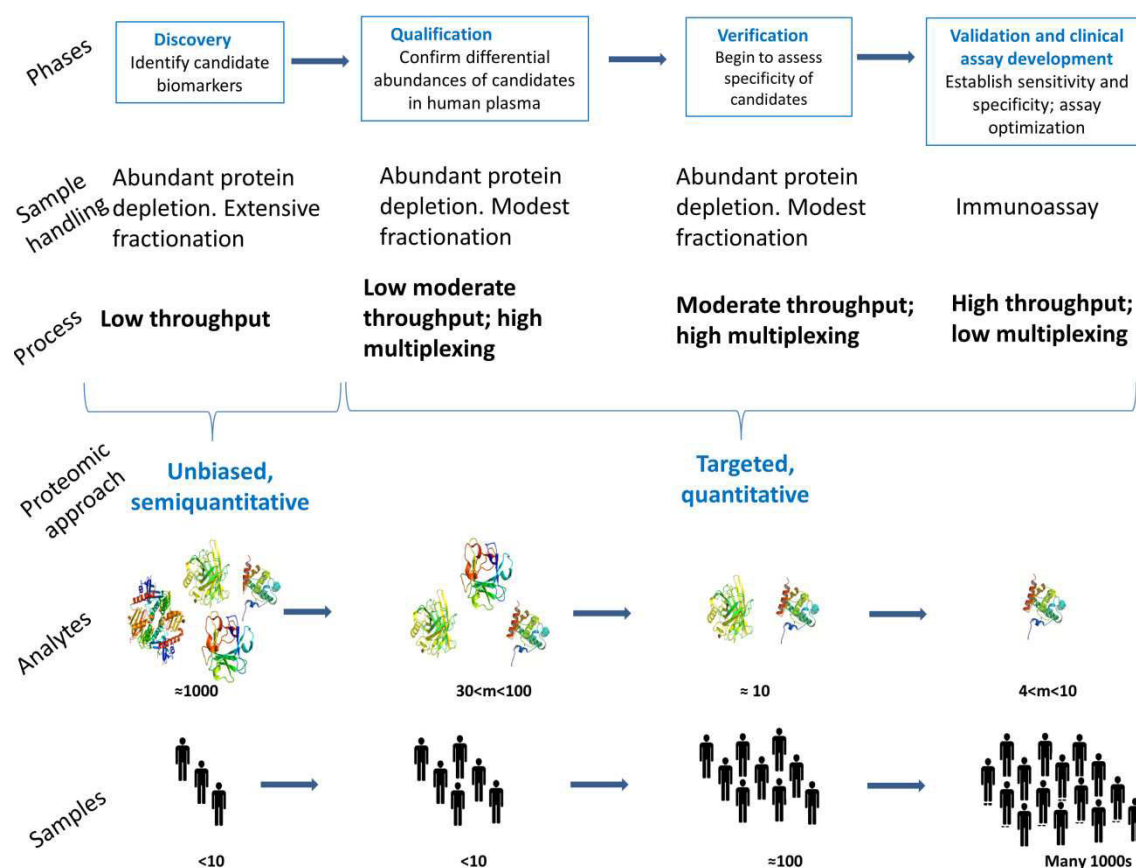 Phases
Discovery
Identify candidate
biomarkers
Qualification
Confirm differential
abundances of candidates
in human plasma
Verification
Begin to assess
specificity of
candidates
Validation and clinical
assay development
Establish sensitivity and
specificity; assay
optimization
Sample
handling
Abundant protein
depletion. Extensive
fractionation
Abundant protein
depletion. Modest
fractionation
Abundant protein
depletion. Modest
fractionation
Immunoassay
Process
Low throughput
Low moderate
throughput; high
multiplexing
Moderate throughput;
high multiplexing
High throughput;
low multiplexing
Proteomic
approach
Unbiased,
semiquantitative
Targeted,
quantitative
Analytes
≈1000
30<m<100
≈ 10
4<m<10
Samples
<10
<10
≈100
Many 1000s